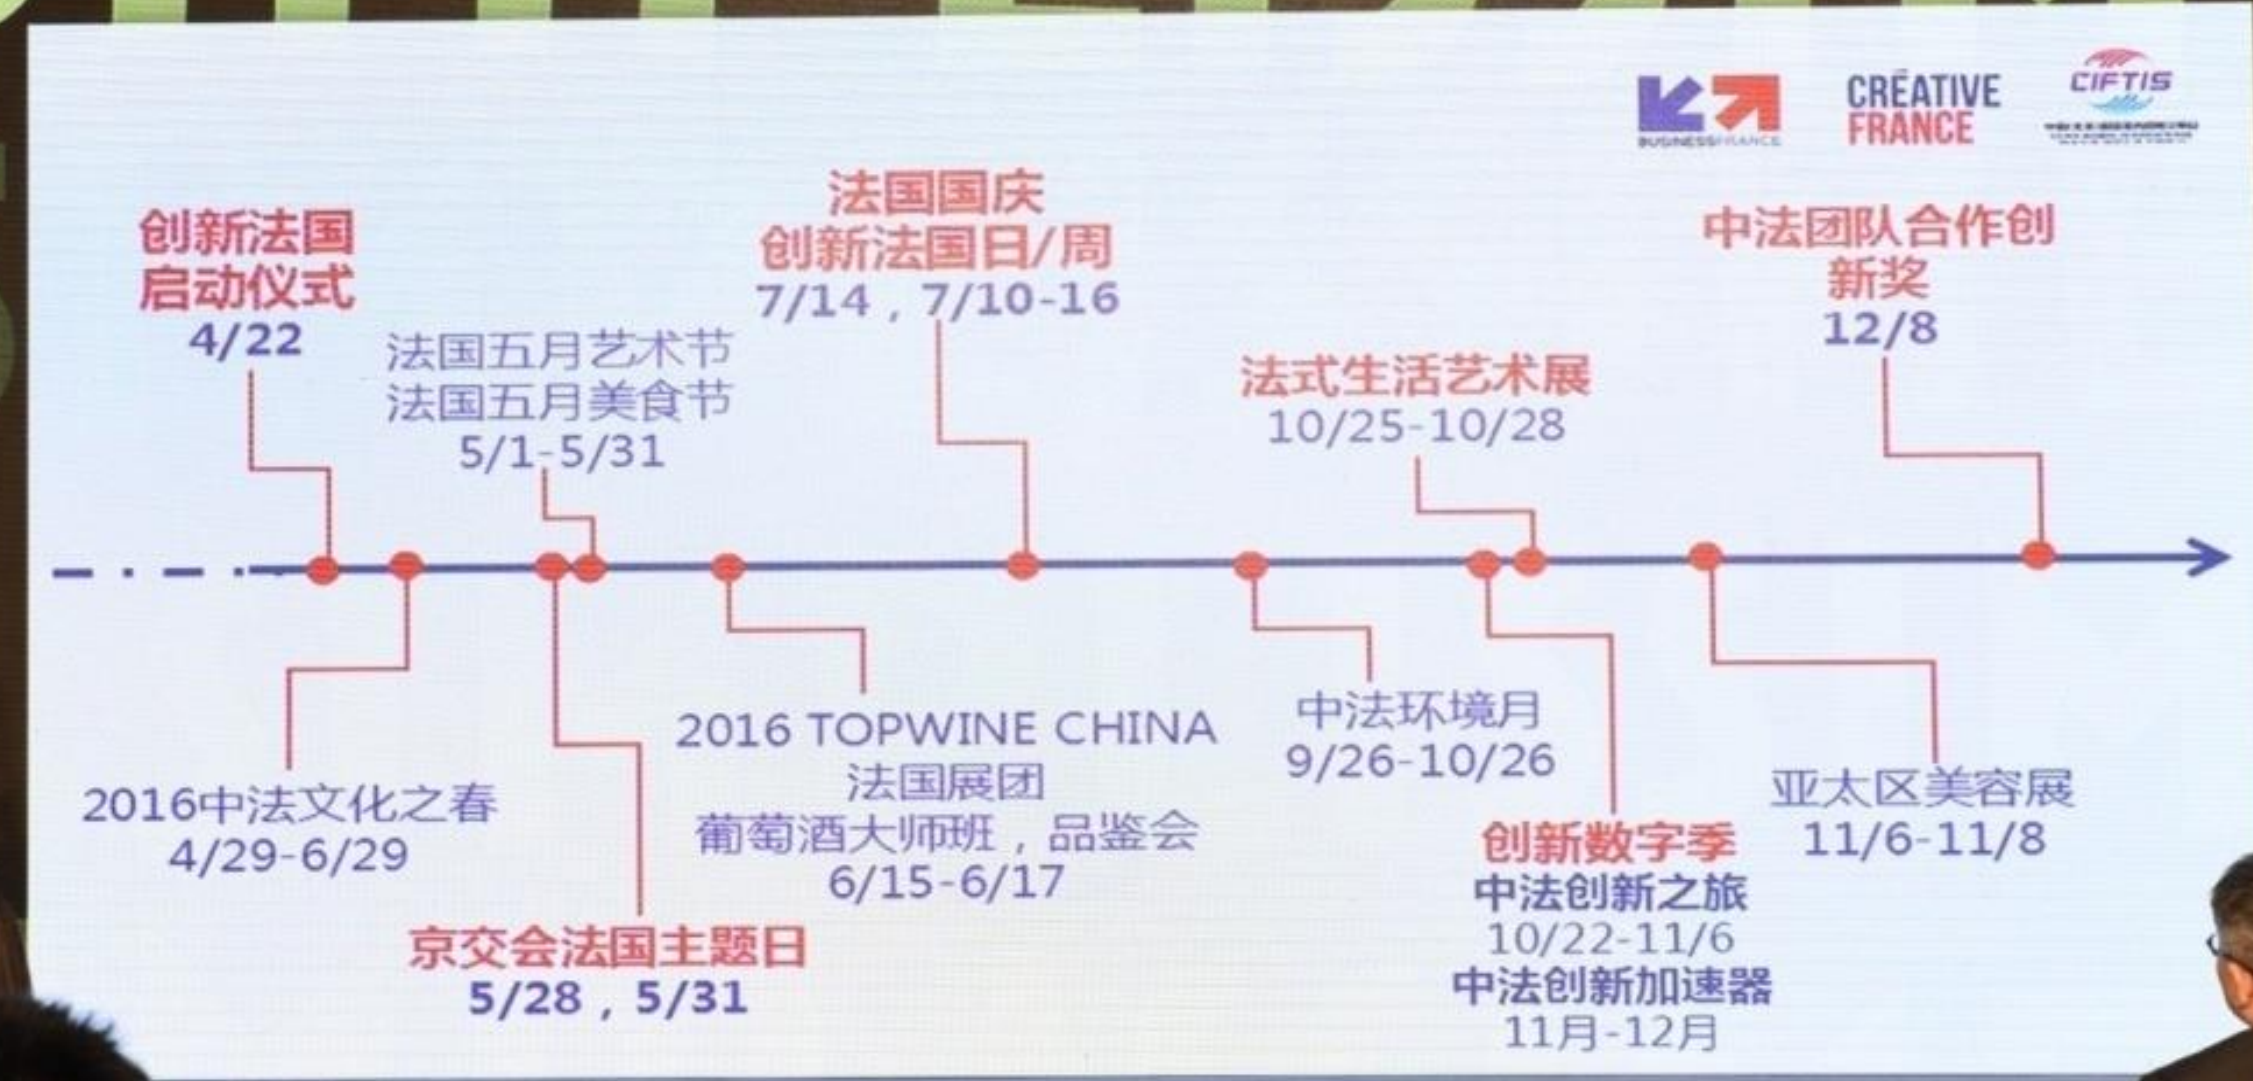 BUSINESSFRANCE
CRÉATIVE
FRANCE
CIFTIS
创新法国
启动仪式
4/22
法国五月艺术节
法国五月美食节
5/1-5/31
法国国庆
创新法国日/周
7/14，7/10-16
法式生活艺术展
10/25-10/28
中法团队合作创
新奖
12/8
2016中法文化之春
4/29-6/29
京交会法国主题日
5/28，5/31
2016 TOPWINE CHINA
法国展团
葡萄酒大师班，品鉴会
6/15-6/17
中法环境月
9/26-10/26
创新数字季
中法创新之旅
10/22-11/6
中法创新加速器
11月-12月
亚太区美容展
11/6-11/8